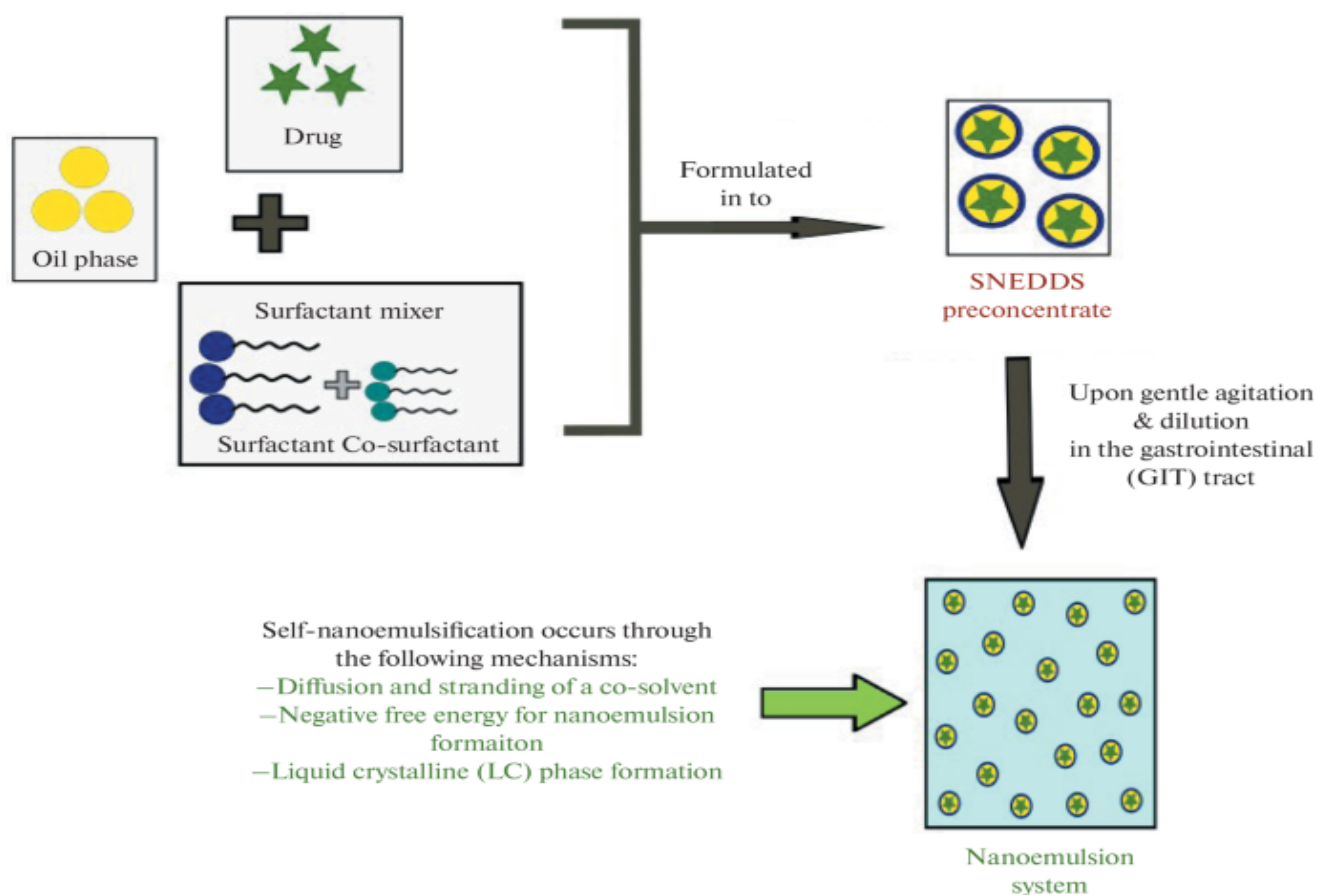 Drug
Oil phase
Surfactant mixer
Surfactant Co-surfactant
Formulated
in to
SNEDDS
preconcentrate
Upon gentle agitation
& dilution
in the gastrointestinal
(GIT) tract
Self-nanoemulsification occurs through
the following mechanisms:
–Diffusion and stranding of a co-solvent
–Negative free energy for nanoemulsion
formaiton
–Liquid crystalline (LC) phase formation
Nanoemulsion
system